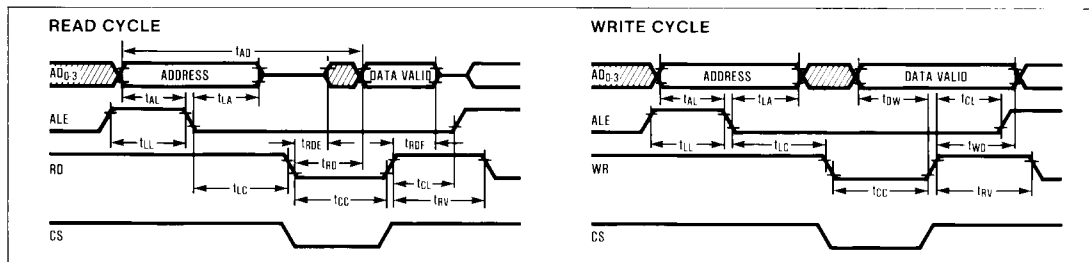 READ CYCLE
tAD
AD0-3
ADDRESS
DATA VALID
tAL
tLA
ALE
tLL
tRDE
tRDF
tRD
RD
tLC
tCC
tCL
tRV
CS
WRITE CYCLE
AD0-3
ADDRESS
DATA VALID
tAL
tLA
tDW
tCL
ALE
tLL
tLC
tWD
WR
tCC
tRV
CS